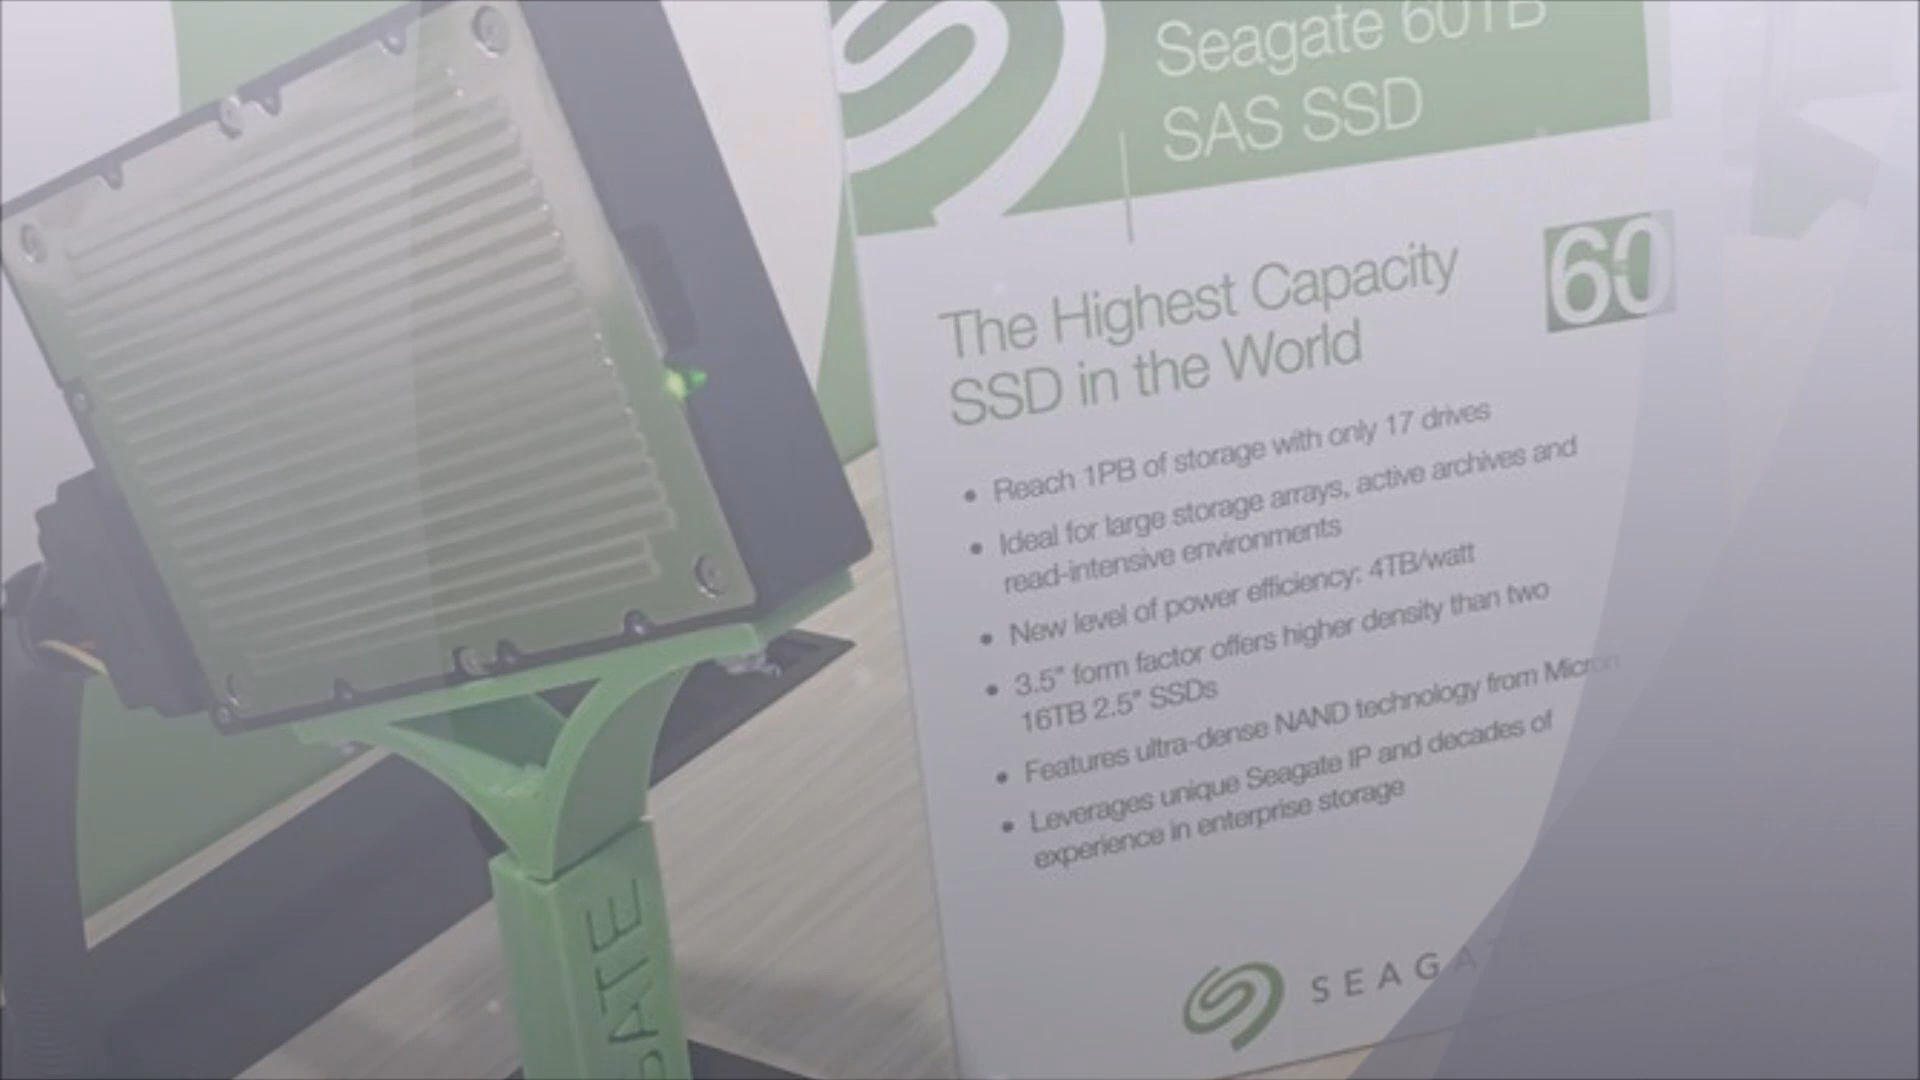 Seagate 60TB
SAS SSD
The Highest Capacity
SSD in the World
60
• Reach 1PB of storage with only 17 drives
• Ideal for large storage arrays, active archives and
read-intensive environments
• New level of power efficiency: 4TB/watt
• 3.5" form factor offers higher density than two
16TB 2.5" SSDs
• Features ultra-dense NAND technology from Micron
• Leverages unique Seagate IP and decades of
experience in enterprise storage
SEAGATE
GATE